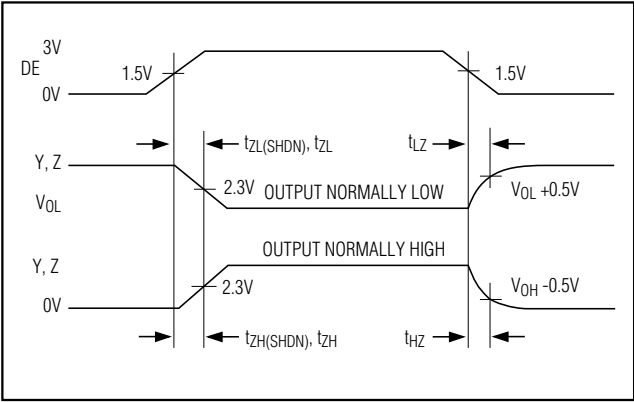 3V
DE
1.5V
1.5V
0V
tZL(SHDN), tZL
tLZ
Y, Z
2.3V
OUTPUT NORMALLY LOW
VOL +0.5V
VOL
OUTPUT NORMALLY HIGH
Y, Z
2.3V
VOH -0.5V
0V
tZH(SHDN), tZH
tHZ